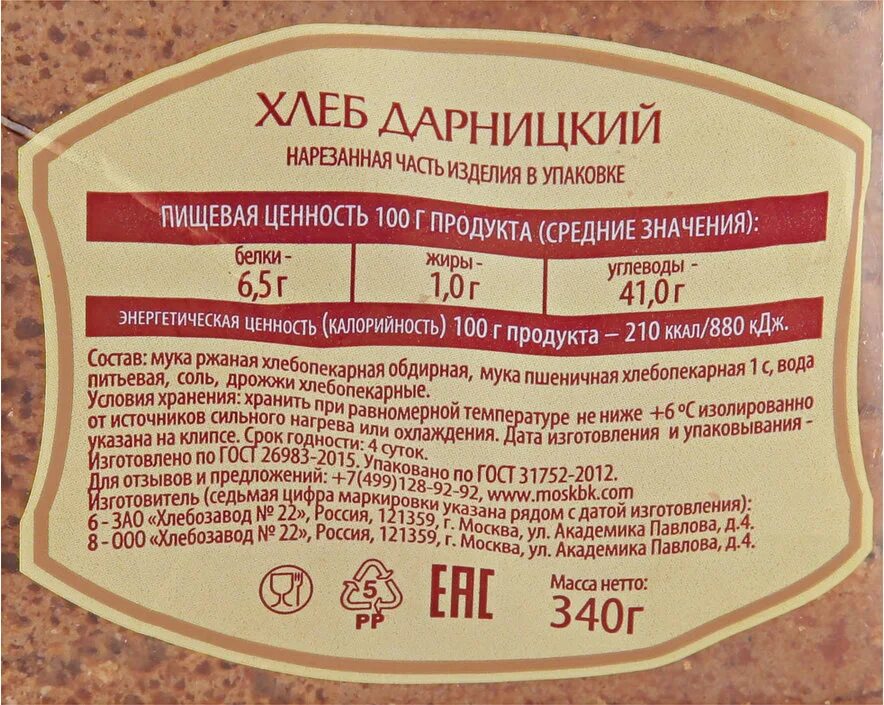 ХЛЕБ ДАРНИЦКИЙ
НАРЕЗАННАЯ ЧАСТЬ ИЗДЕЛИЯ В УПАКОВКЕ
ПИЩЕВАЯ ЦЕННОСТЬ 100 Г ПРОДУКТА (СРЕДНИЕ ЗНАЧЕНИЯ):
белки - жиры - углеводы -
6,5 г 1,0 г 41,0 г
ЭНЕРГЕТИЧЕСКАЯ ЦЕННОСТЬ (КАЛОРИЙНОСТЬ) 100 г продукта – 210 ккал/880 кДж.
Состав: мука ржаная хлебопекарная обдирная, мука пшеничная хлебопекарная 1 с, вода
питьевая, соль, дрожжи хлебопекарные.
Условия хранения: хранить при равномерной температуре не ниже +6 ºС изолированно
от источников сильного нагрева или охлаждения. Дата изготовления и упаковывания -
указана на клипсе. Срок годности: 4 суток.
Изготовлено по ГОСТ 26983-2015. Упаковано по ГОСТ 31752-2012.
Для отзывов и предложений: +7(499)128-92-92, www.moskbk.com
Изготовитель (седьмая цифра маркировки указана рядом с датой изготовления):
6 - ЗАО «Хлебозавод № 22», Россия, 121359, г. Москва, ул. Академика Павлова, д.4.
8 - ООО «Хлебозавод № 22», Россия, 121359, г. Москва, ул. Академика Павлова, д.4.
5
PP
ЕАС
Масса нетто:
340г